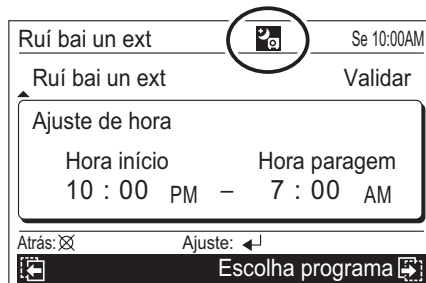 Ruí bai un ext Se 10:00AM
Ruí bai un ext Validar
Ajuste de hora
Hora início Hora paragem
10 : 00 PM – 7 : 00 AM
Atrás: Ajuste:
Escolha programa